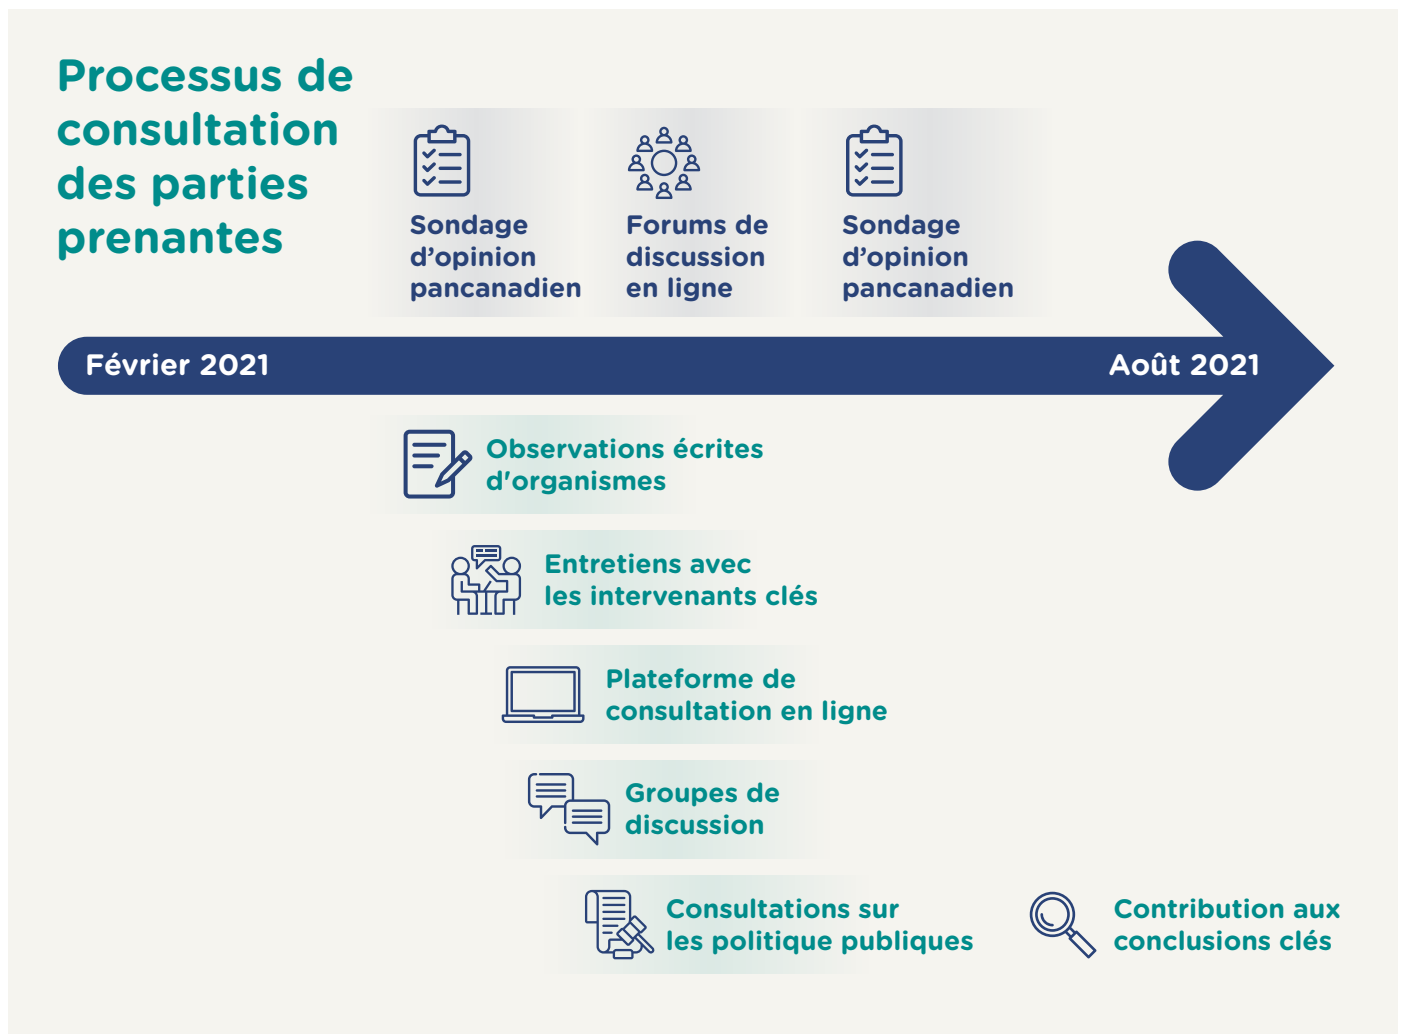 Processus de
consultation
des parties
prenantes
Sondage
d’opinion
pancanadien
Forums de
discussion
en ligne
Sondage
d’opinion
pancanadien
Février 2021
Août 2021
Observations écrites
d'organismes
Entretiens avec
les intervenants clés
Plateforme de
consultation en ligne
Groupes de
discussion
Consultations sur
les politique publiques
Contribution aux
conclusions clés